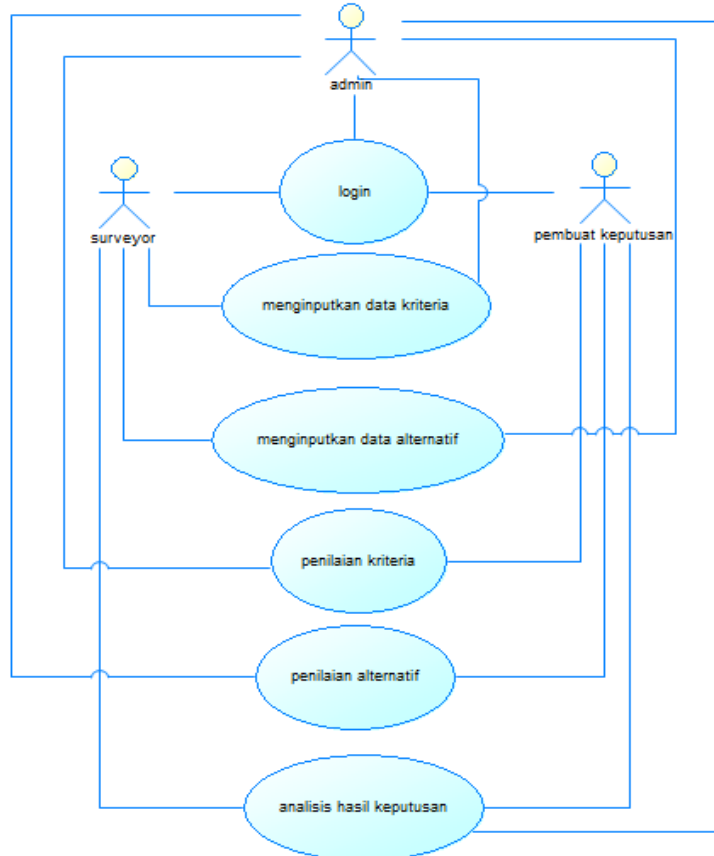 admin
login
surveyor
pembuat keputusan
menginputkan data kriteria
menginputkan data alternatif
penilaian kriteria
penilaian alternatif
analisis hasil keputusan